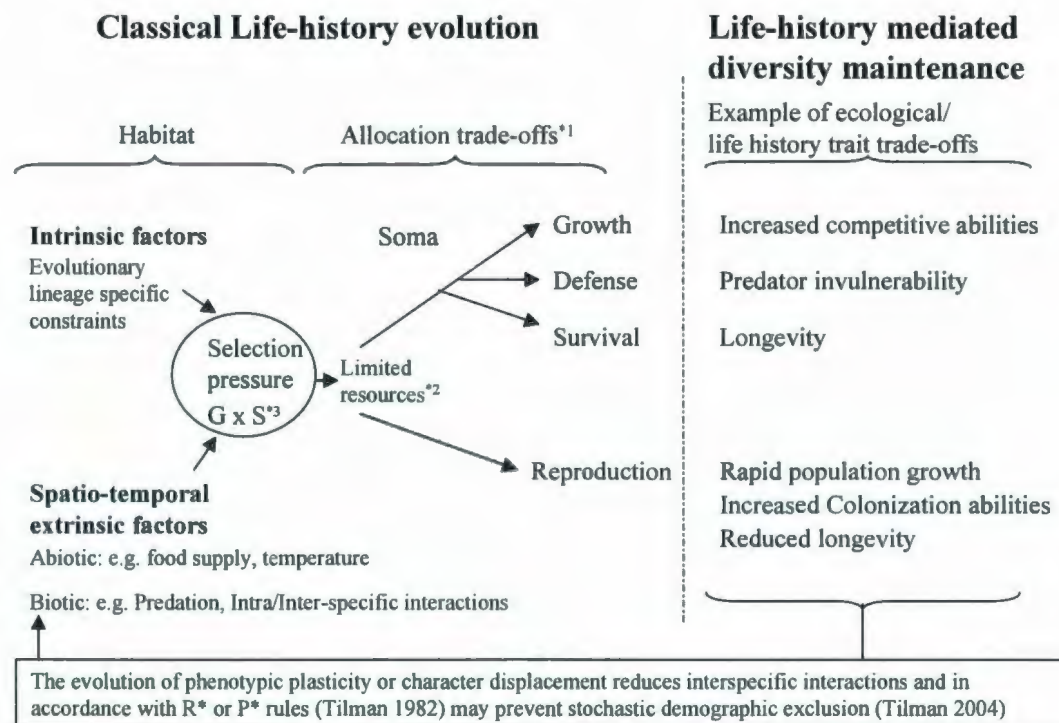 Classical Life-history evolution
Life-history mediated
diversity maintenance
Habitat
Allocation trade-offs*1
Example of ecological/
life history trait trade-offs
Intrinsic factors
Evolutionary
lineage specific
constraints
Selection
pressure
G x S*3
Spatio-temporal
extrinsic factors
Abiotic: e.g. food supply, temperature
Biotic: e.g. Predation, Intra/Inter-specific interactions
Limited
resources*2
Soma
Growth
Defense
Survival
Reproduction
Increased competitive abilities
Predator invulnerability
Longevity
Rapid population growth
Increased Colonization abilities
Reduced longevity
The evolution of phenotypic plasticity or character displacement reduces interspecific interactions and in
accordance with R* or P* rules (Tilman 1982) may prevent stochastic demographic exclusion (Tilman 2004)